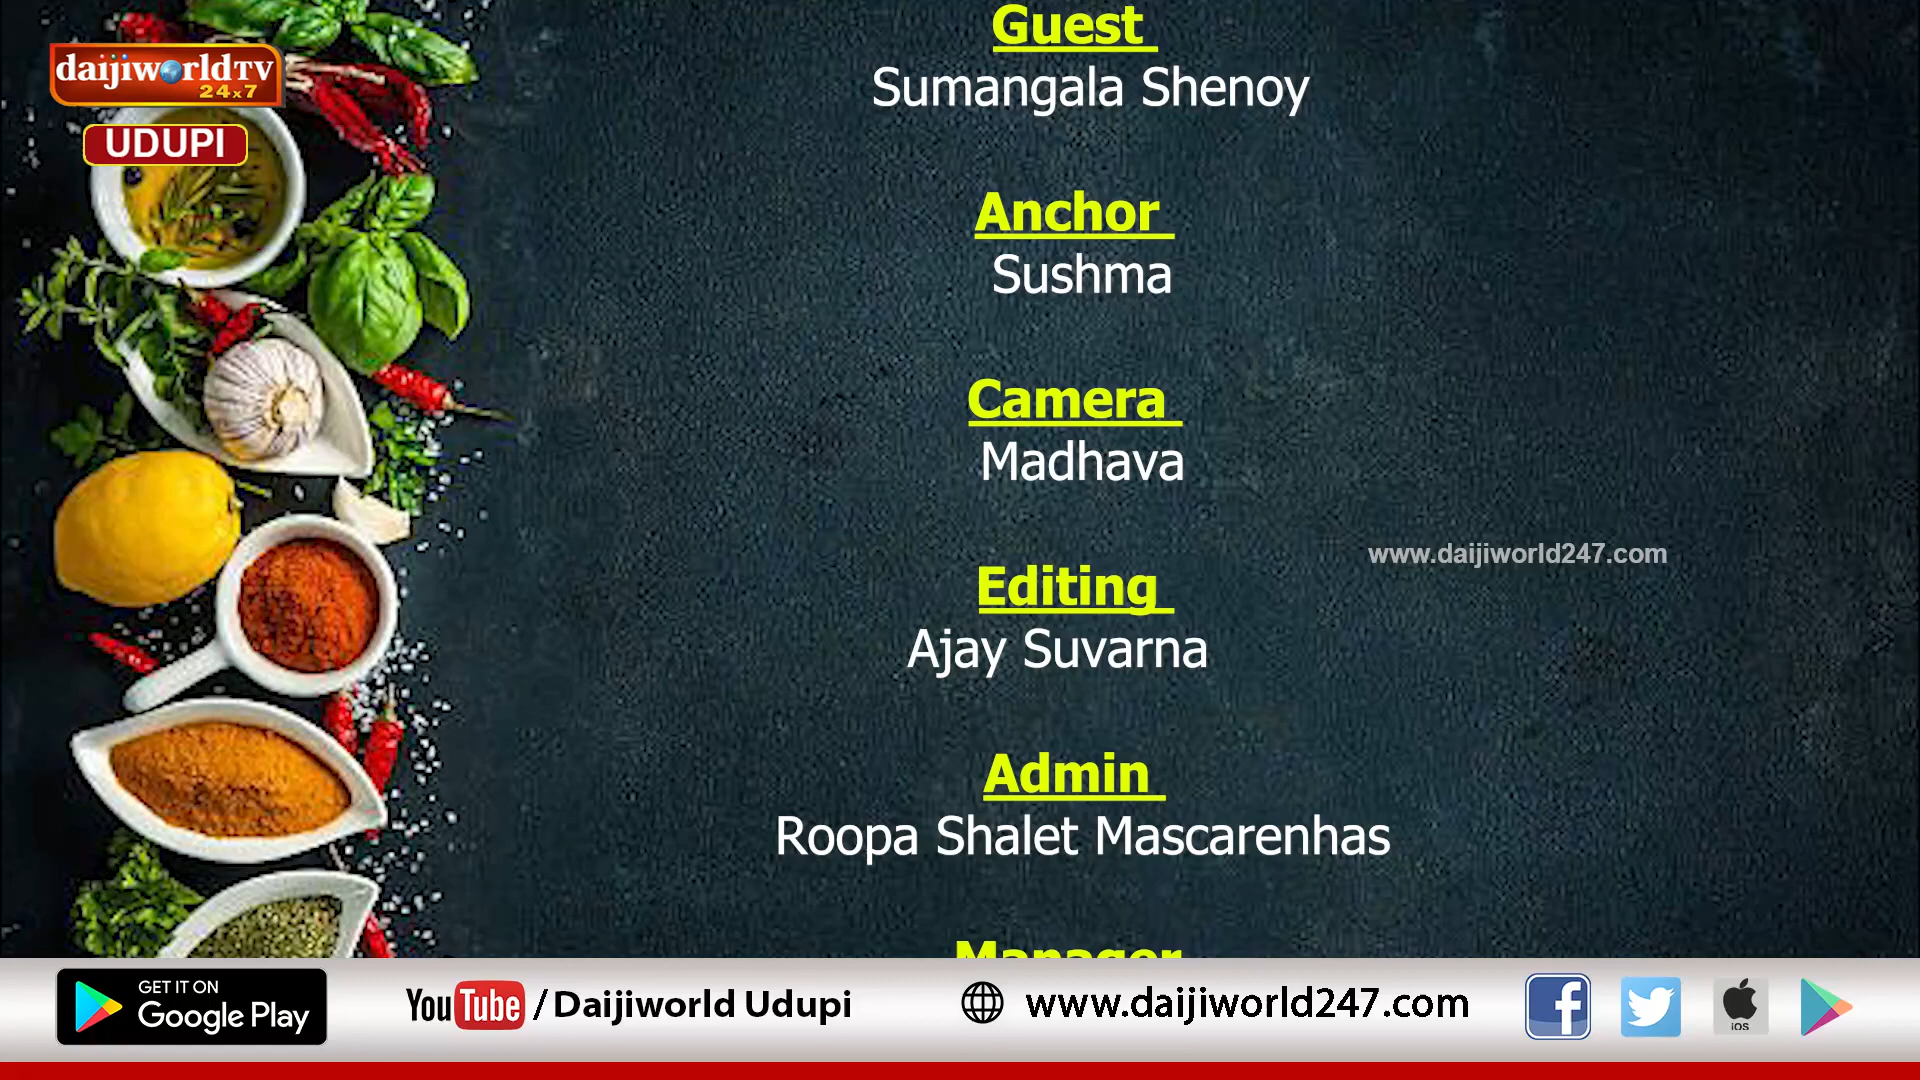 Guest
Sumangala Shenoy
daijiworldTV
24x7
UDUPI
Anchor
Sushma
Camera
Madhava
www.daijiworld247.com
Editing
Ajay Suvarna
Admin
Roopa Shalet Mascarenhas
Manager
GET IT ON
Google Play
YouTube / Daijiworld Udupi
www.daijiworld247.com
iOS